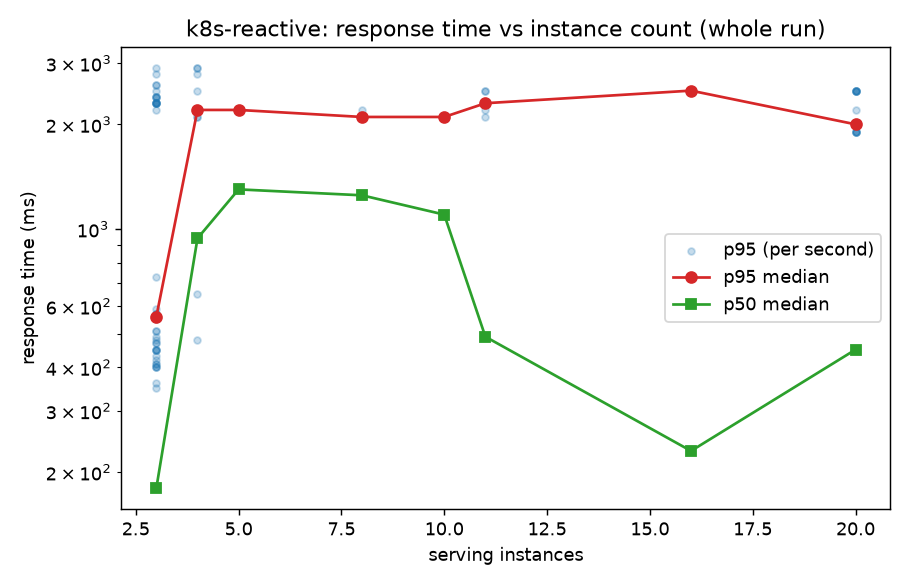 k8s-reactive: response time vs instance count (whole run)
response time (ms)
3 × 10³
2 × 10³
10³
6 × 10²
4 × 10²
3 × 10²
2 × 10²
p95 (per second)
p95 median
p50 median
2.5 5.0 7.5 10.0 12.5 15.0 17.5 20.0
serving instances